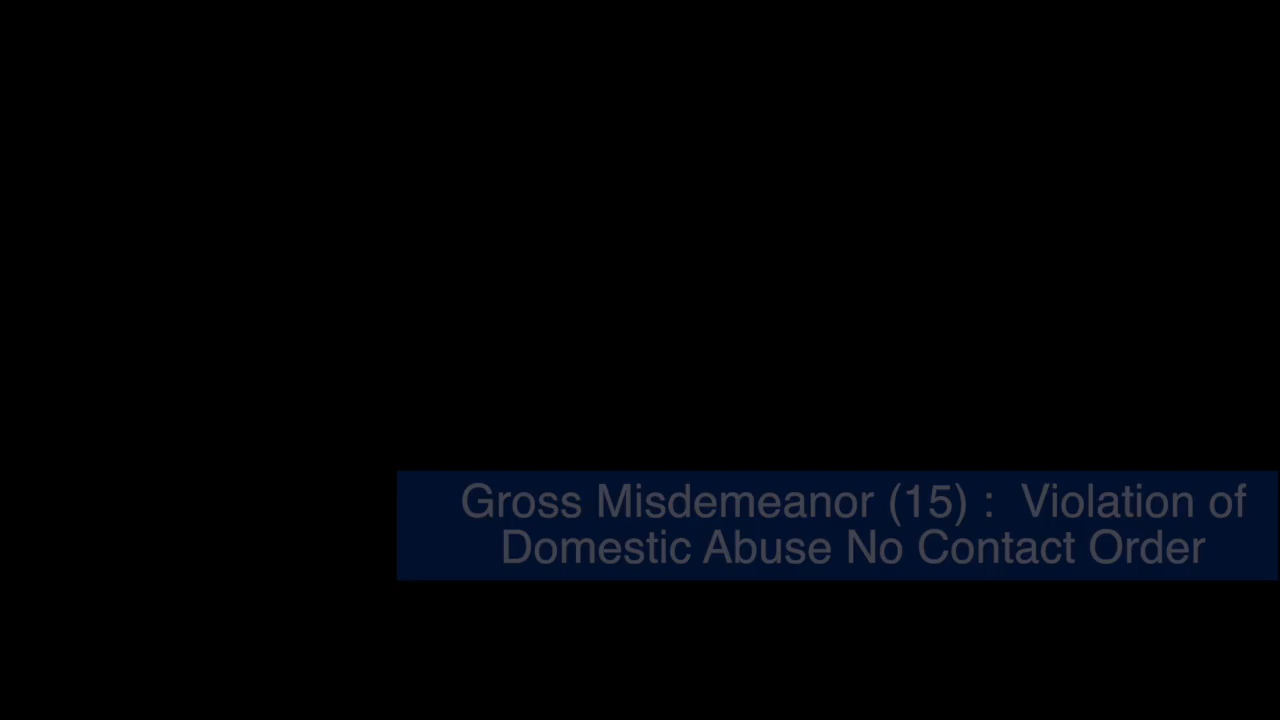 Gross Misdemeanor (15) :  Violation of
Domestic Abuse No Contact Order